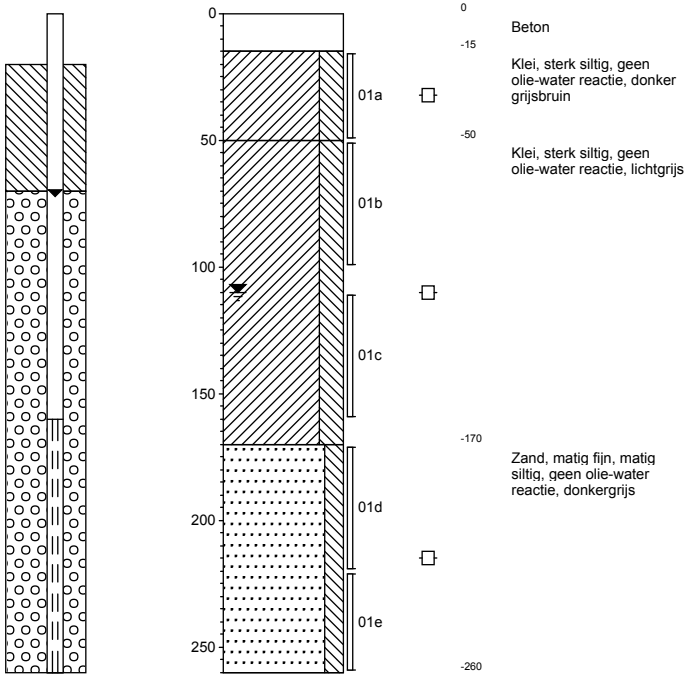 0
50
100
150
200
250
01a
01b
01c
01d
01e
0
Beton
-15
Klei, sterk siltig, geen
olie-water reactie, donker
grijsbruin
-50
Klei, sterk siltig, geen
olie-water reactie, lichtgrijs
-170
Zand, matig fijn, matig
siltig, geen olie-water
reactie, donkergrijs
-260